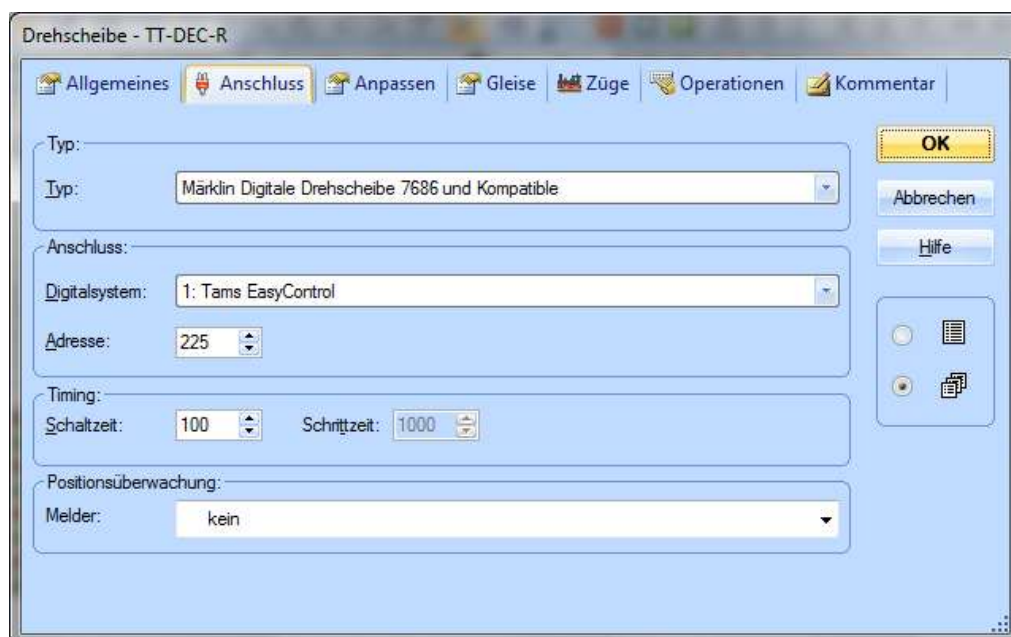 Drehscheibe - TT-DEC-R
Allgemeines Anschluss Anpassen Gleise Züge Operationen Kommentar
Typ:
Typ: Märklin Digitale Drehscheibe 7686 und Kompatible
Anschluss:
Digitalsystem: 1: Tams EasyControl
Adresse: 225
Timing:
Schaltzeit: 100 Schrittzeit: 1000
Positionsüberwachung:
Melder: kein
OK
Abbrechen
Hilfe